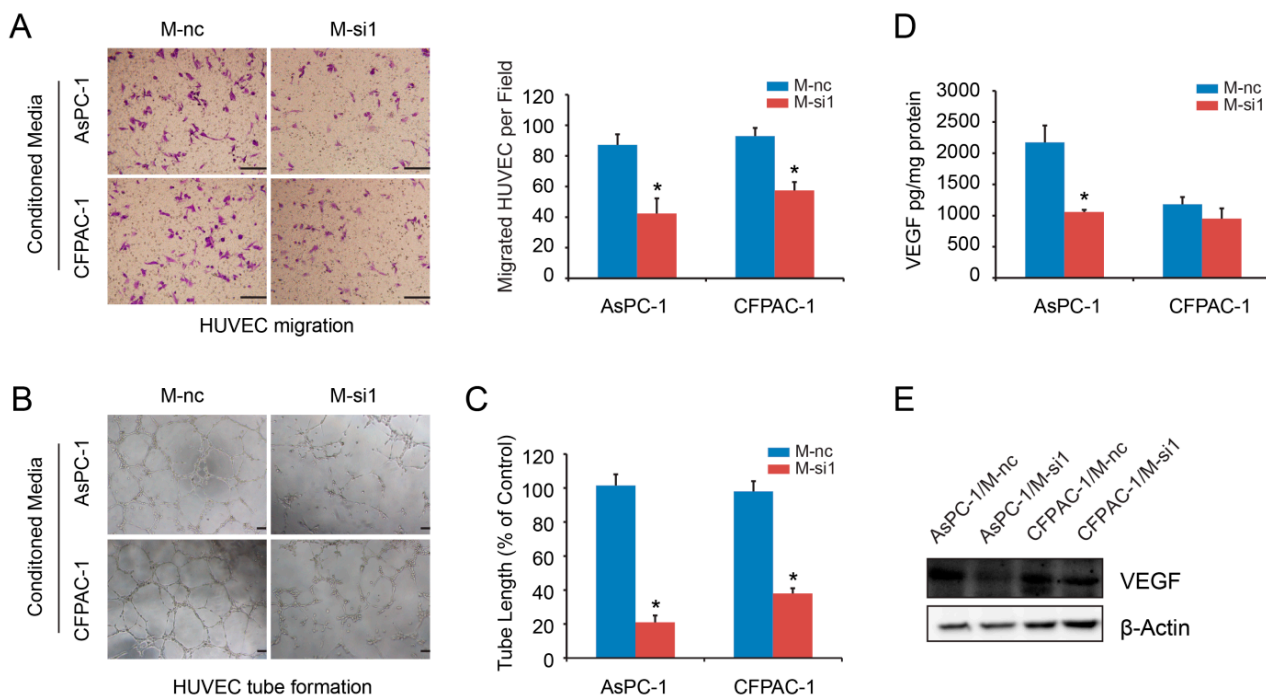 A
M-nc
M-si1
Conditoned Media
AsPC-1
CFPAC-1
HUVEC migration
Migrated HUVEC per Field
120
100
80
60
40
20
0
M-nc
M-si1
*
*
AsPC-1
CFPAC-1
D
VEGF pg/mg protein
3000
2500
2000
1500
1000
500
0
M-nc
M-si1
*
AsPC-1
CFPAC-1
B
M-nc
M-si1
Conditoned Media
AsPC-1
CFPAC-1
HUVEC tube formation
C
Tube Length (% of Control)
120
100
80
60
40
20
0
M-nc
M-si1
*
*
AsPC-1
CFPAC-1
E
AsPC-1/M-nc
AsPC-1/M-si1
CFPAC-1/M-nc
CFPAC-1/M-si1
VEGF
β-Actin